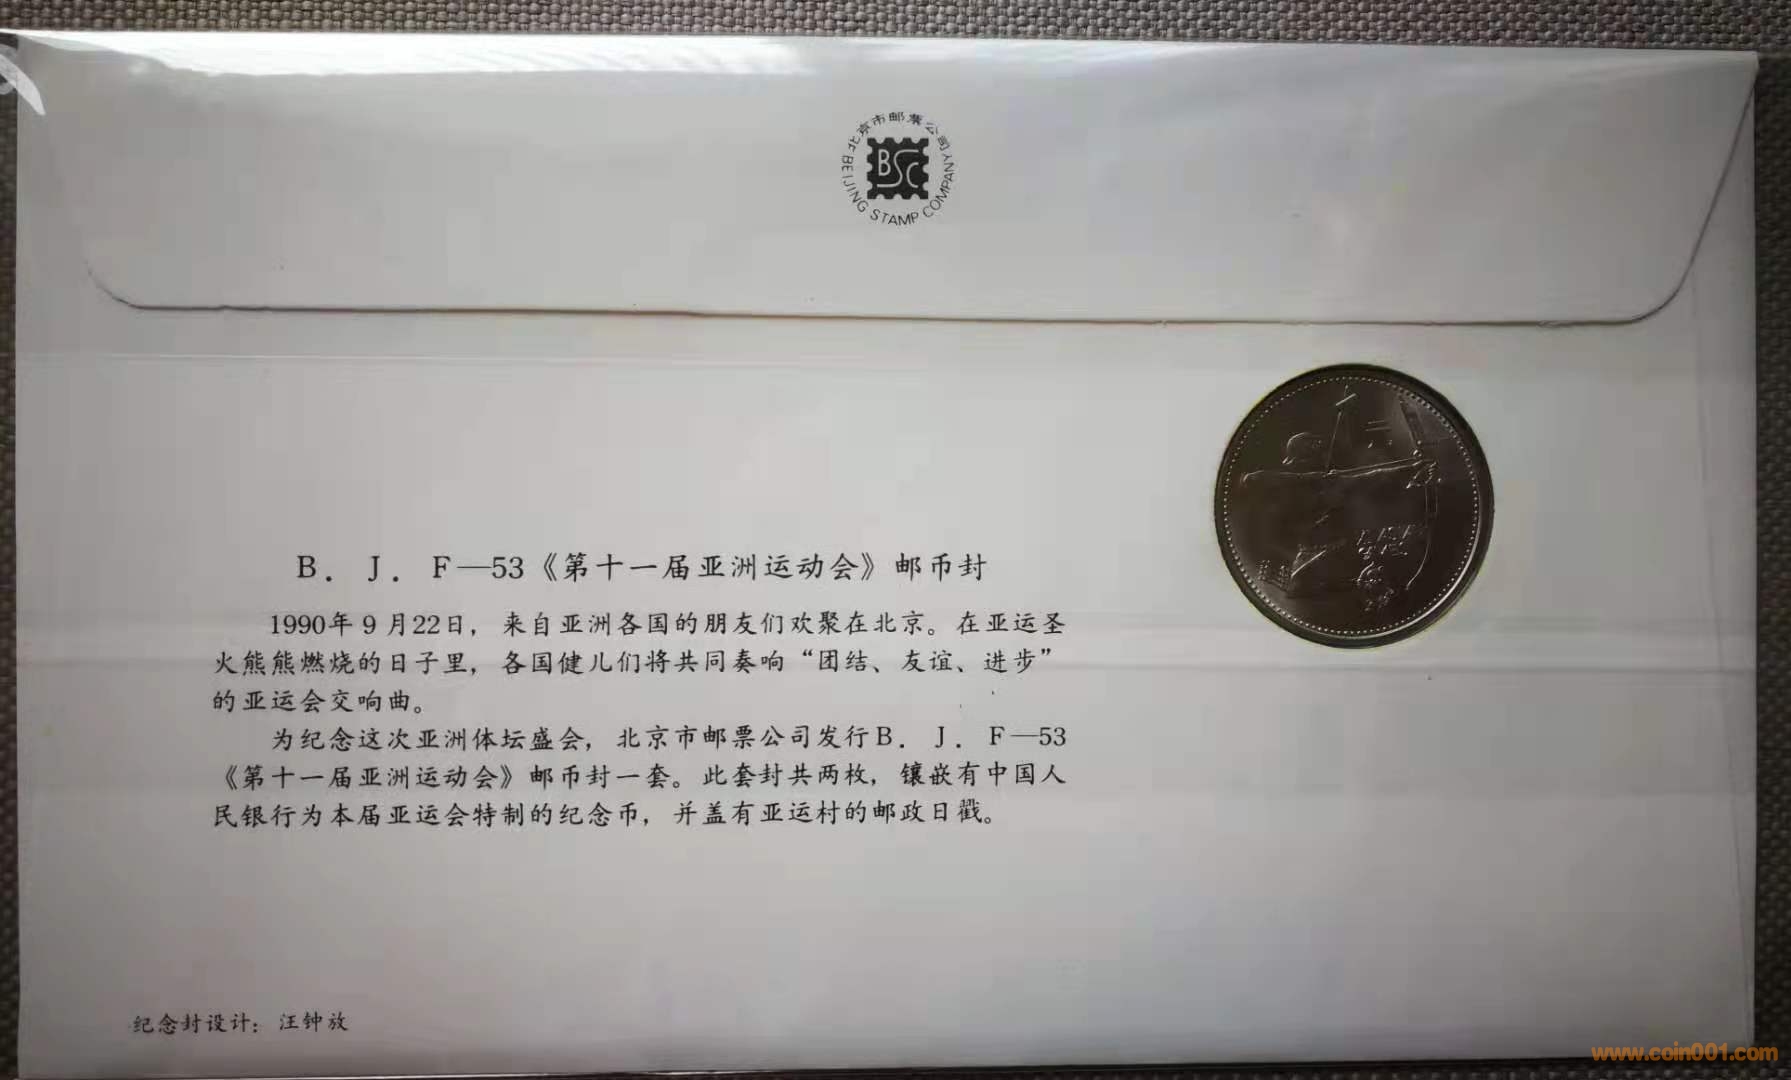 北京市邮票公司
BSC
BEIJING STAMP COMPANY
B．J．F—53《第十一届亚洲运动会》邮币封
1990年9月22日，来自亚洲各国的朋友们欢聚在北京。在亚运圣
火熊熊燃烧的日子里，各国健儿们将共同奏响“团结、友谊、进步”
的亚运会交响曲。
为纪念这次亚洲体坛盛会，北京市邮票公司发行B．J．F—53
《第十一届亚洲运动会》邮币封一套。此套封共两枚，镶嵌有中国人
民银行为本届亚运会特制的纪念币，并盖有亚运村的邮政日戳。
纪念封设计：汪钟放
www.coin001.com